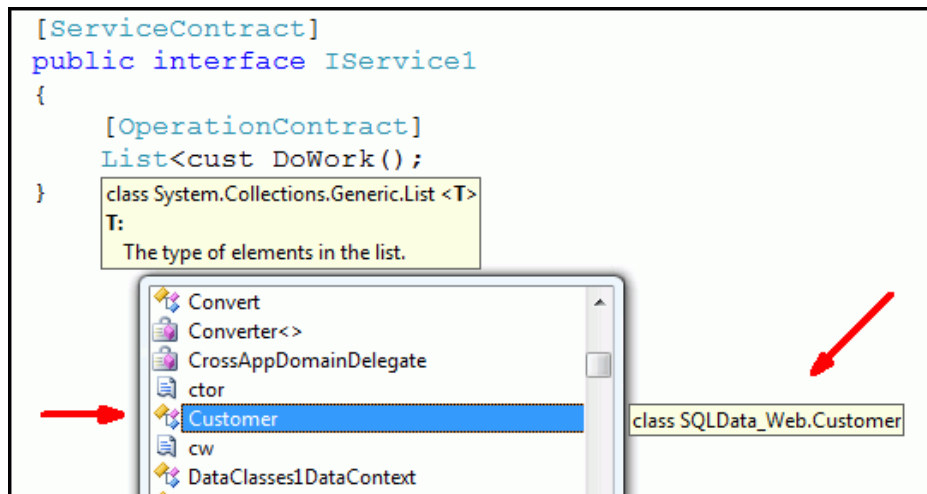 [ServiceContract]
public interface IService1
{
[OperationContract]
List<cust DoWork();
}
class System.Collections.Generic.List <T>
T:
The type of elements in the list.
Convert
Converter<>
CrossAppDomainDelegate
ctor
Customer
class SQLData_Web.Customer
cw
DataClasses1DataContext